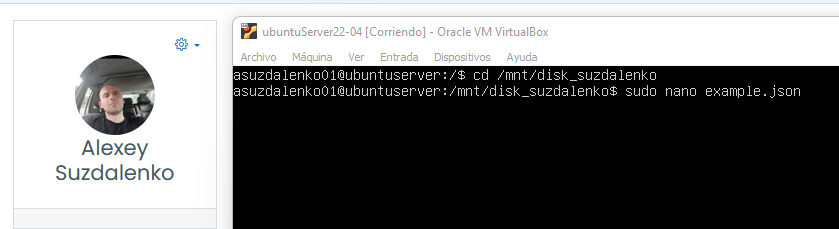 Alexey
Suzdalenko
ubuntuServer22-04 [Corriendo] - Oracle VM VirtualBox
Archivo Máquina Ver Entrada Dispositivos Ayuda
asuzdalenko01@ubuntuserver:/$ cd /mnt/disk_suzdalenko
asuzdalenko01@ubuntuserver:/mnt/disk_suzdalenko$ sudo nano example.json